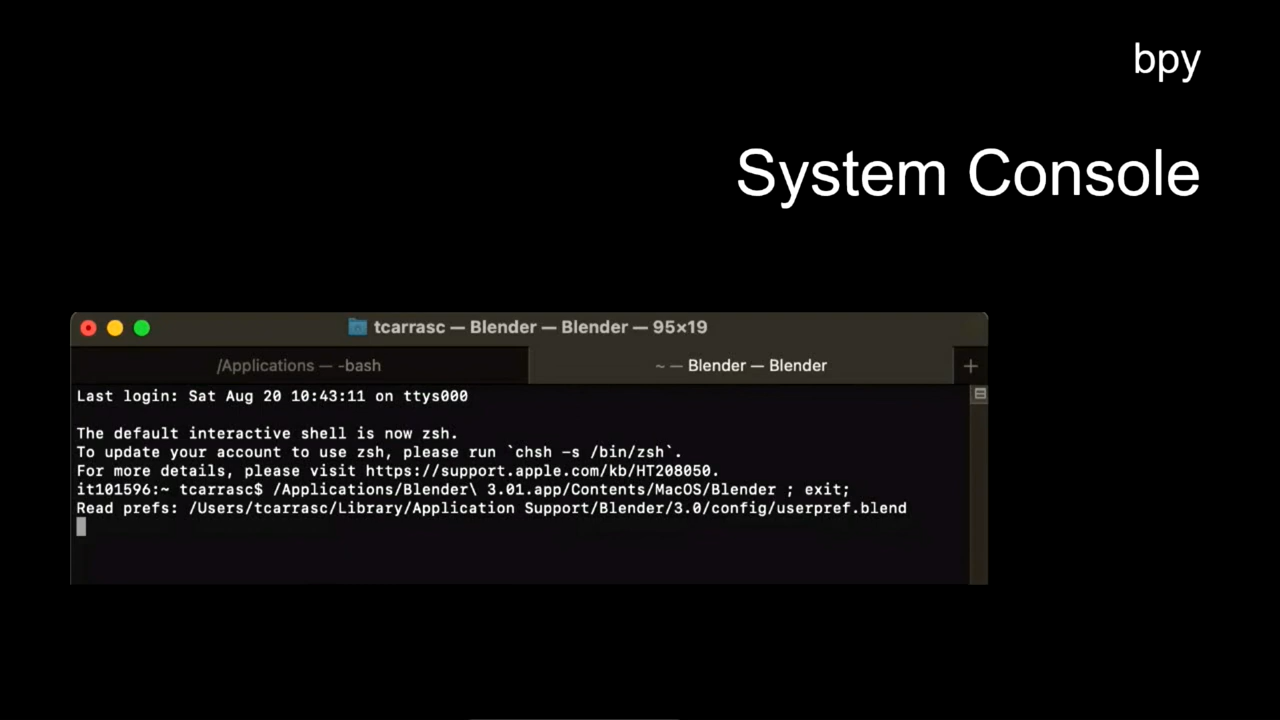 bpy
System Console
tcarrasc — Blender — Blender — 95×19
/Applications — -bash
~ — Blender — Blender
+
Last login: Sat Aug 20 10:43:11 on ttys000
The default interactive shell is now zsh.
To update your account to use zsh, please run `chsh -s /bin/zsh`.
For more details, please visit https://support.apple.com/kb/HT208050.
it101596:~ tcarrasc$ /Applications/Blender\ 3.01.app/Contents/MacOS/Blender ; exit;
Read prefs: /Users/tcarrasc/Library/Application Support/Blender/3.0/config/userpref.blend